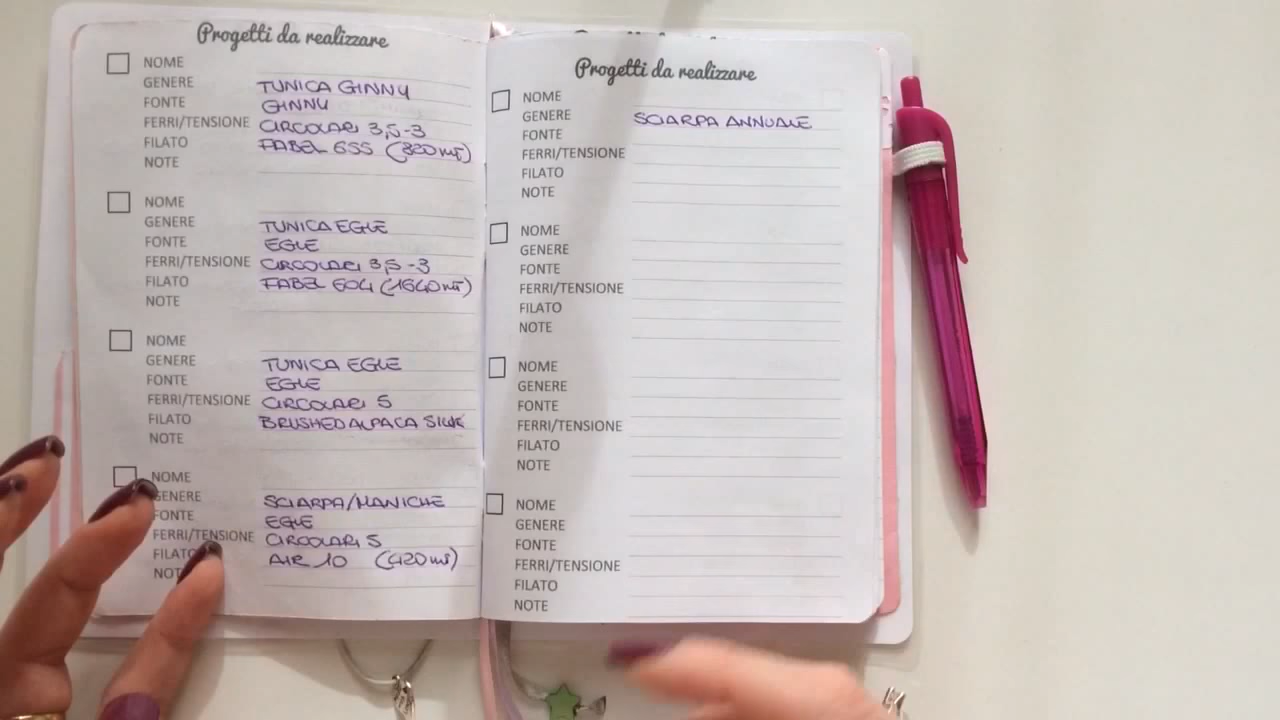 Progetti da realizzare
NOME
GENERE TUNICA GINNY
FONTE GINNY
FERRI/TENSIONE CIRCOLARI 3,5-3
FILATO FABEL 655 (820 MT)
NOTE
NOME
GENERE TUNICA EGLE
FONTE EGLE
FERRI/TENSIONE CIRCOLARI 3,5-3
FILATO FABEL 604 (1640 MT)
NOTE
NOME
GENERE TUNICA EGLE
FONTE EGLE
FERRI/TENSIONE CIRCOLARI 5
FILATO BRUSHED ALPACA SILK
NOTE
NOME
GENERE SCIARPA/MANICHE
FONTE EGLE
FERRI/TENSIONE CIRCOLARI 5
FILATO AIR 10 (420 MT)
NOTE
Progetti da realizzare
NOME
GENERE SCIARPA ANNUALE
FONTE
FERRI/TENSIONE
FILATO
NOTE
NOME
GENERE
FONTE
FERRI/TENSIONE
FILATO
NOTE
NOME
GENERE
FONTE
FERRI/TENSIONE
FILATO
NOTE
NOME
GENERE
FONTE
FERRI/TENSIONE
FILATO
NOTE